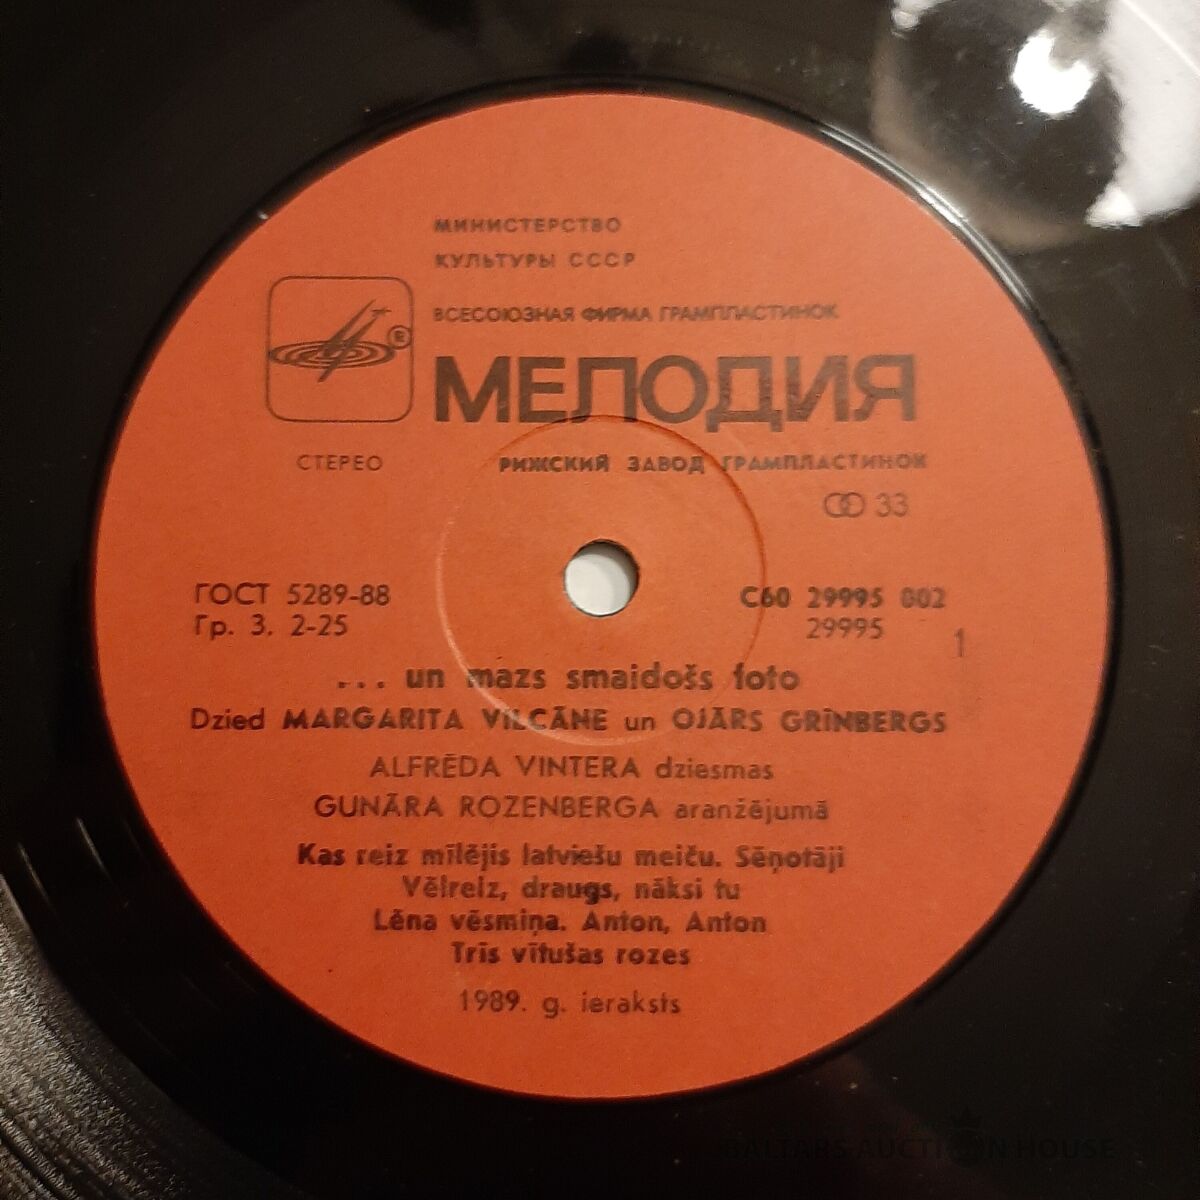 МИНИСТЕРСТВО
КУЛЬТУРЫ СССР
ВСЕСОЮЗНАЯ ФИРМА ГРАМПЛАСТИНОК
МЕЛОДИЯ
СТЕРЕО
РИЖСКИЙ ЗАВОД ГРАМПЛАСТИНОК
33
ГОСТ 5289-88
Гр. 3. 2-25
С60 29995 002
29995
1
... un mazs smaidošs foto
Dzied MARGARITA VILCĀNE un OJĀRS GRĪNBERGS
ALFRĒDA VINTERA dziesmas
GUNĀRA ROZENBERGA aranžējumā
Kas reiz mīlējis latviešu meiču. Sēņotāji
Vēlreiz, draugs, nāksi tu
Lēna vēsmiņa. Anton, Anton
Trīs vītušas rozes
1989. g. ieraksts
BALTARS AUCTION HOUSE